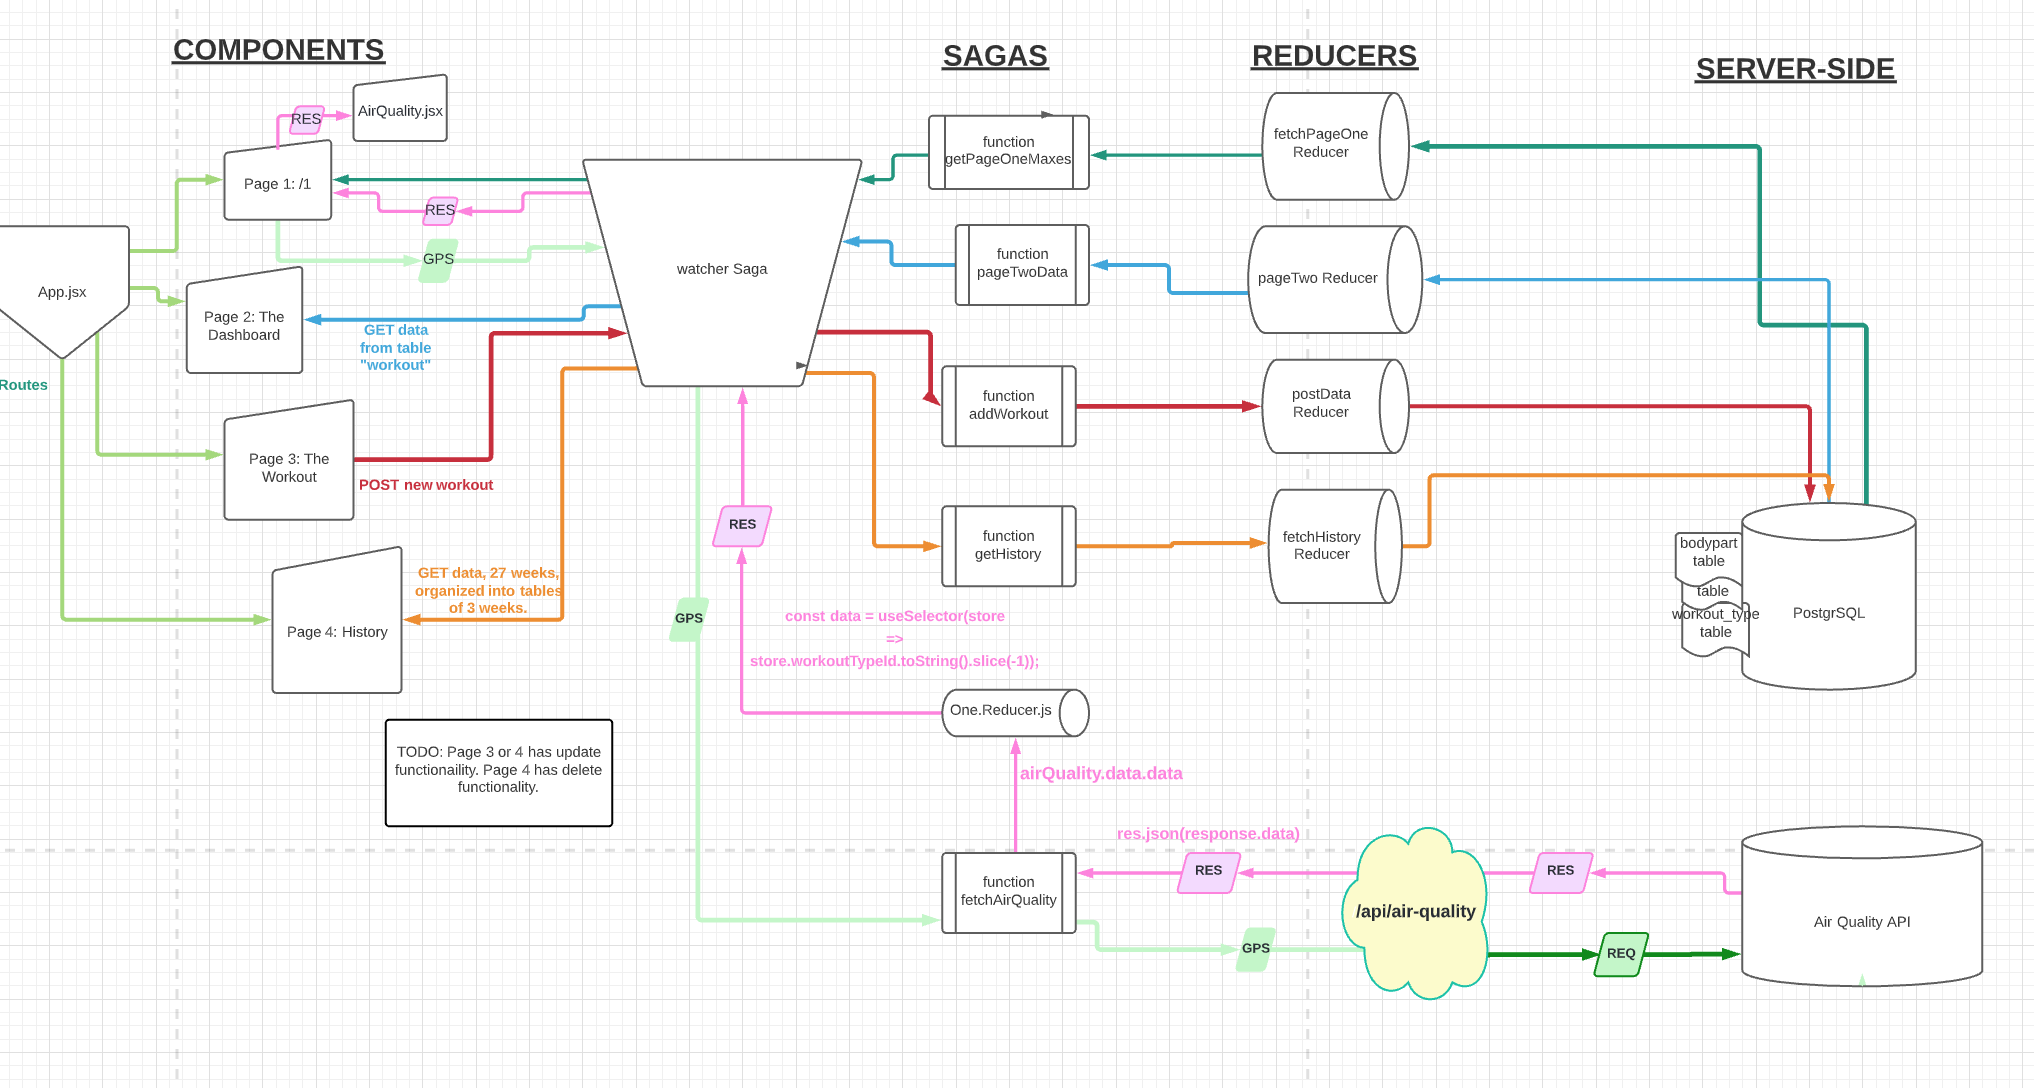 COMPONENTS
SAGAS
REDUCERS
SERVER-SIDE
AirQuality.jsx
RES
Page 1: /1
RES
GPS
App.jsx
Routes
Page 2: The
Dashboard
GET data
from table
"workout"
Page 3: The
Workout
POST new workout
GET data, 27 weeks,
organized into tables
of 3 weeks.
Page 4: History
TODO: Page 3 or 4 has update
functionaility. Page 4 has delete
functionality.
watcher Saga
function
getPageOneMaxes
fetchPageOne
Reducer
function
pageTwoData
pageTwo Reducer
function
addWorkout
postData
Reducer
function
getHistory
fetchHistory
Reducer
bodypart
table
table
workout_type
table
PostgrSQL
RES
GPS
const data = useSelector(store
=>
store.workoutTypeId.toString().slice(-1));
One.Reducer.js
airQuality.data.data
res.json(response.data)
function
fetchAirQuality
RES
GPS
/api/air-quality
RES
REQ
Air Quality API